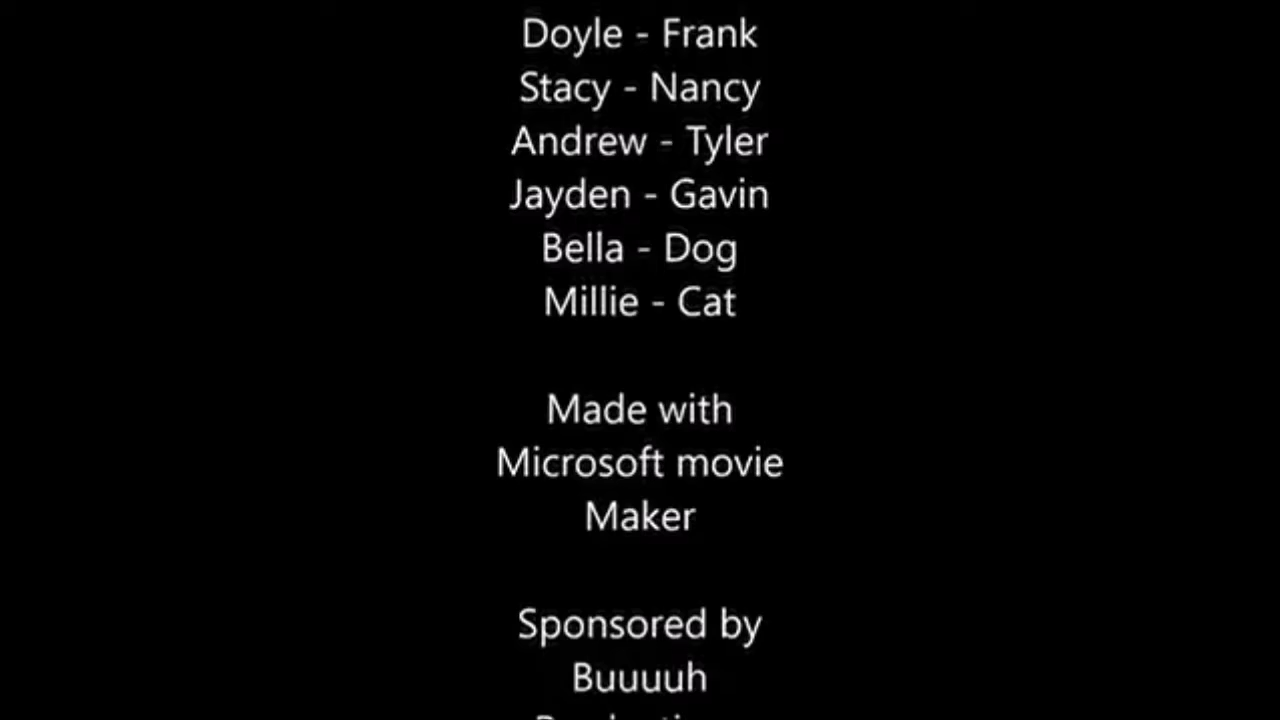 Doyle - Frank
Stacy - Nancy
Andrew - Tyler
Jayden - Gavin
Bella - Dog
Millie - Cat
Made with
Microsoft movie
Maker
Sponsored by
Buuuuh